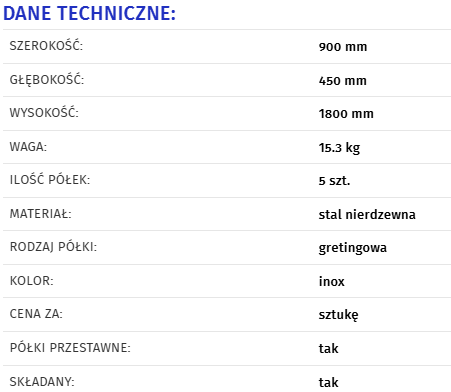 DANE TECHNICZNE:
SZEROKOŚĆ: 900 mm
GŁĘBOKOŚĆ: 450 mm
WYSOKOŚĆ: 1800 mm
WAGA: 15.3 kg
ILOŚĆ PÓŁEK: 5 szt.
MATERIAŁ: stal nierdzewna
RODZAJ PÓŁKI: gretingowa
KOLOR: inox
CENA ZA: sztukę
PÓŁKI PRZESTAWNE: tak
SKŁADANY: tak